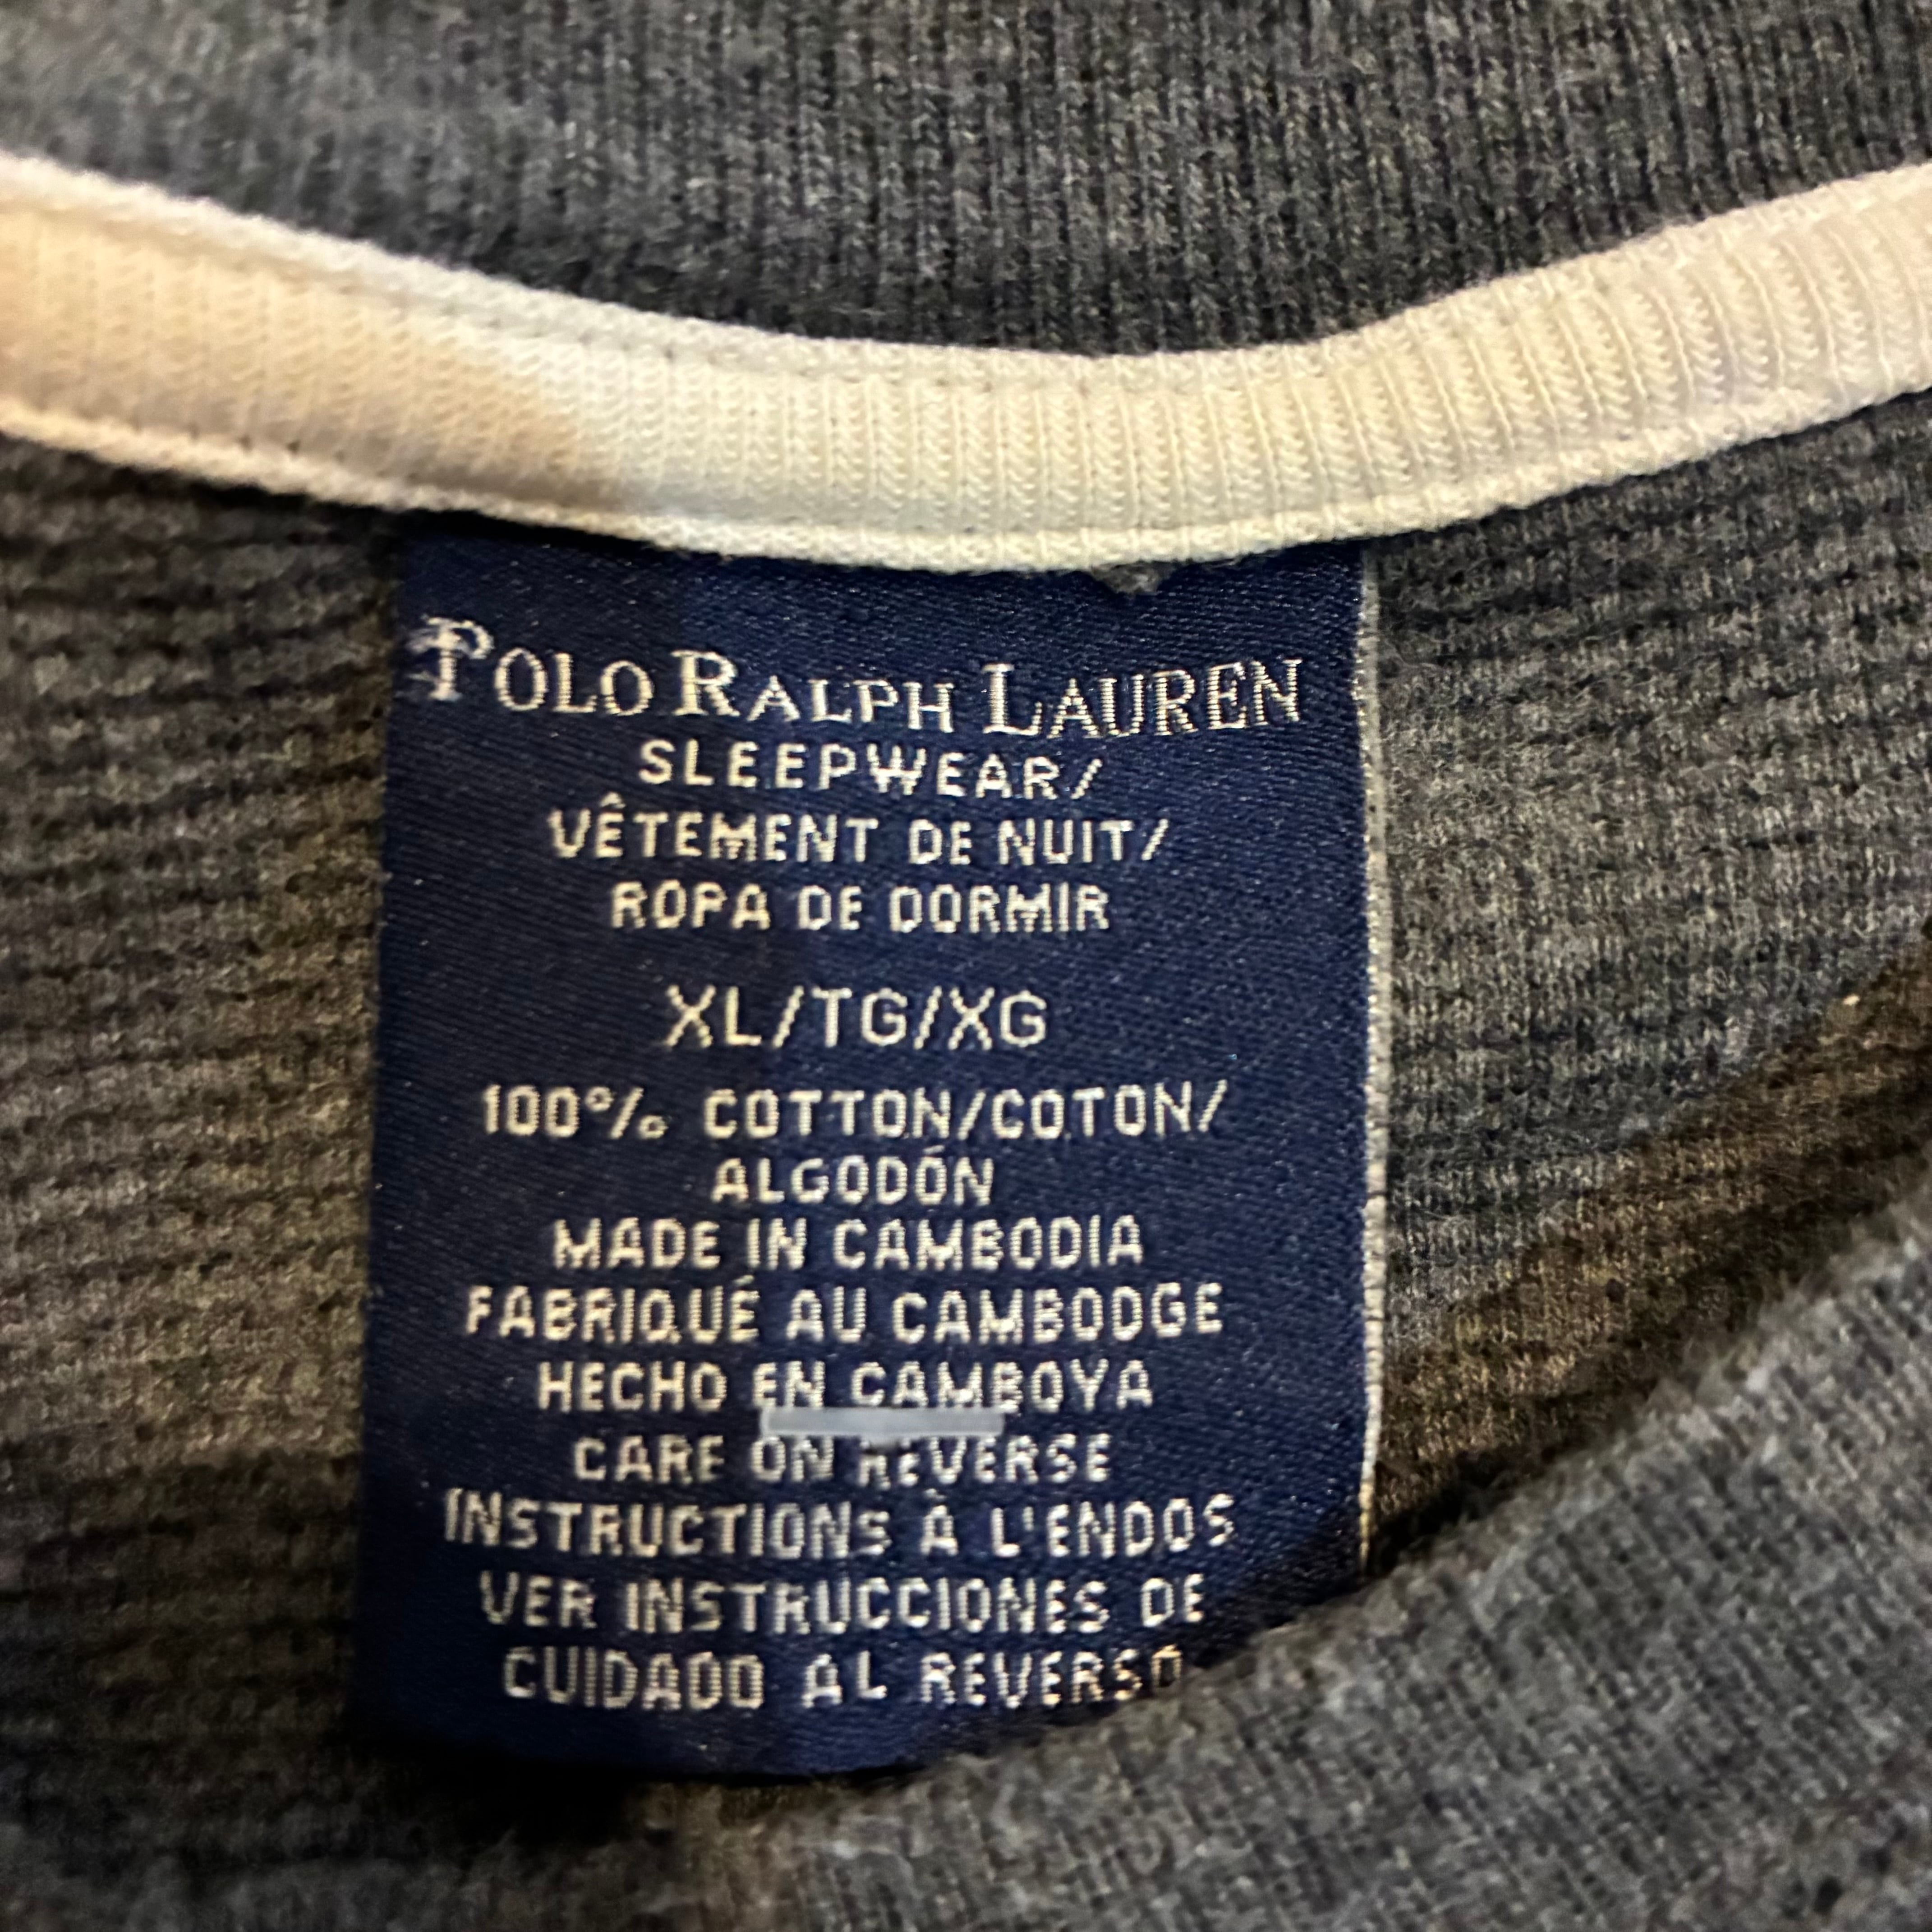 POLO RALPH LAUREN
SLEEPWEAR/
VÊTEMENT DE NUIT/
ROPA DE DORMIR
XL/TG/XG
100% COTTON/COTON/
ALGODÓN
MADE IN CAMBODIA
FABRIQUÉ AU CAMBODGE
HECHO EN CAMBOYA
CARE ON REVERSE
INSTRUCTIONS À L'ENDOS
VER INSTRUCCIONES DE
CUIDADO AL REVERSO